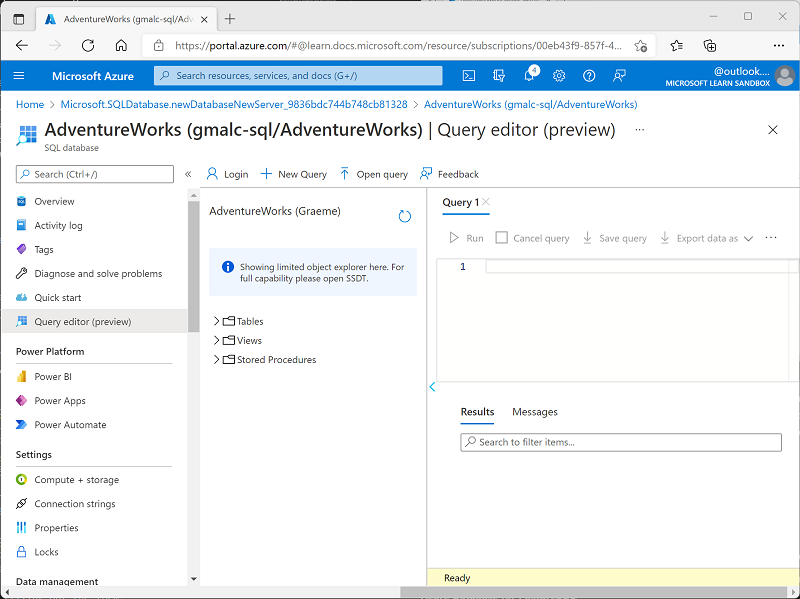 AdventureWorks (gmalc-sql/Adv
https://portal.azure.com/#@learn.docs.microsoft.com/resource/subscriptions/00eb43f9-857f-4...
Microsoft Azure
Search resources, services, and docs (G+/)
4
@outlook....
MICROSOFT LEARN SANDBOX
Home > Microsoft.SQLDatabase.newDatabaseNewServer_9836bdc744b748cb81328 > AdventureWorks (gmalc-sql/AdventureWorks)
AdventureWorks (gmalc-sql/AdventureWorks) | Query editor (preview) ...
SQL database
Search (Ctrl+/)
«
Overview
Activity log
Tags
Diagnose and solve problems
Quick start
Query editor (preview)
Power Platform
Power BI
Power Apps
Power Automate
Settings
Compute + storage
Connection strings
Properties
Locks
Data management
Login
New Query
Open query
Feedback
AdventureWorks (Graeme)
Showing limited object explorer here. For
full capability please open SSDT.
Tables
Views
Stored Procedures
Query 1
Run
Cancel query
Save query
Export data as
...
1
Results
Messages
Search to filter items...
Ready